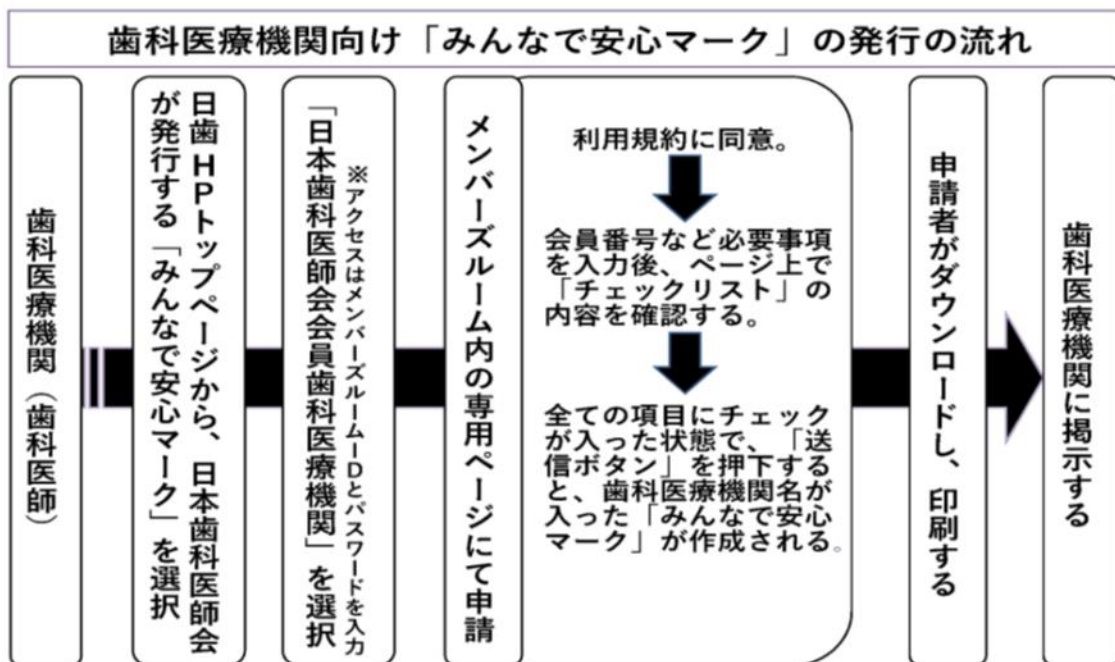 歯科医療機関向け「みんなで安心マーク」の発行の流れ
歯科医療機関（歯科医師）
日歯HPトップページから、日本歯科医師会
が発行する「みんなで安心マーク」を選択
「日本歯科医師会会員歯科医療機関」を選択
※アクセスはメンバーズルームIDとパスワードを入力
メンバーズルーム内の専用ページにて申請
利用規約に同意。
会員番号など必要事項
を入力後、ページ上で
「チェックリスト」の
内容を確認する。
全ての項目にチェック
が入った状態で、「送
信ボタン」を押下する
と、歯科医療機関名が
入った「みんなで安心
マーク」が作成される。
申請者がダウンロードし、印刷する
歯科医療機関に掲示する